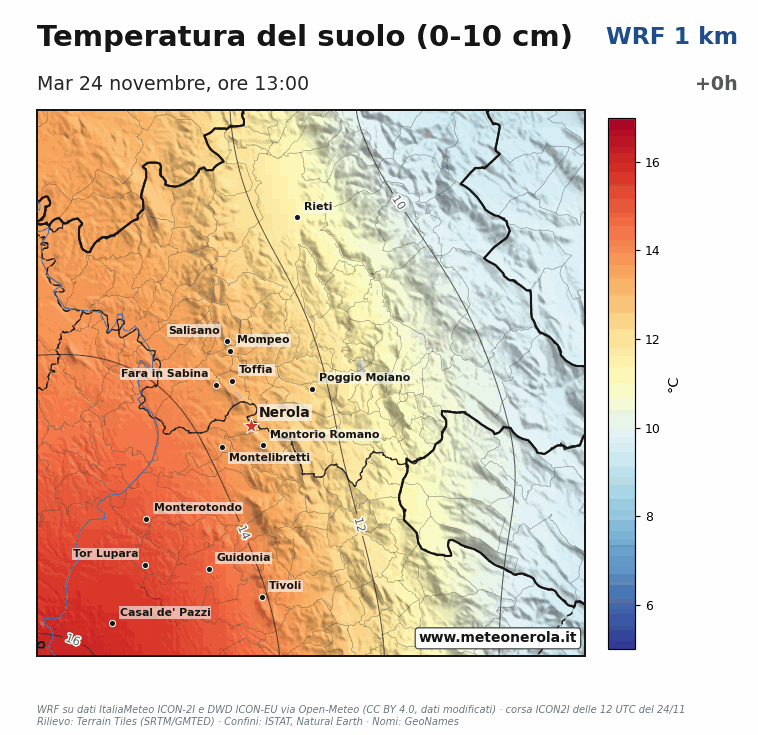 Temperatura del suolo (0-10 cm)
WRF 1 km
Mar 24 novembre, ore 13:00
+0h
10
Rieti
Salisano
Mompeo
Toffia
Fara in Sabina
Poggio Moiano
Nerola
Montorio Romano
Montelibretti
Monterotondo
14
12
Tor Lupara
Guidonia
Tivoli
Casal de' Pazzi
16
www.meteonerola.it
16
14
12
10
8
6
°C
WRF su dati ItaliaMeteo ICON-2I e DWD ICON-EU via Open-Meteo (CC BY 4.0, dati modificati) · corsa ICON2I delle 12 UTC del 24/11
Rilievo: Terrain Tiles (SRTM/GMTED) · Confini: ISTAT, Natural Earth · Nomi: GeoNames